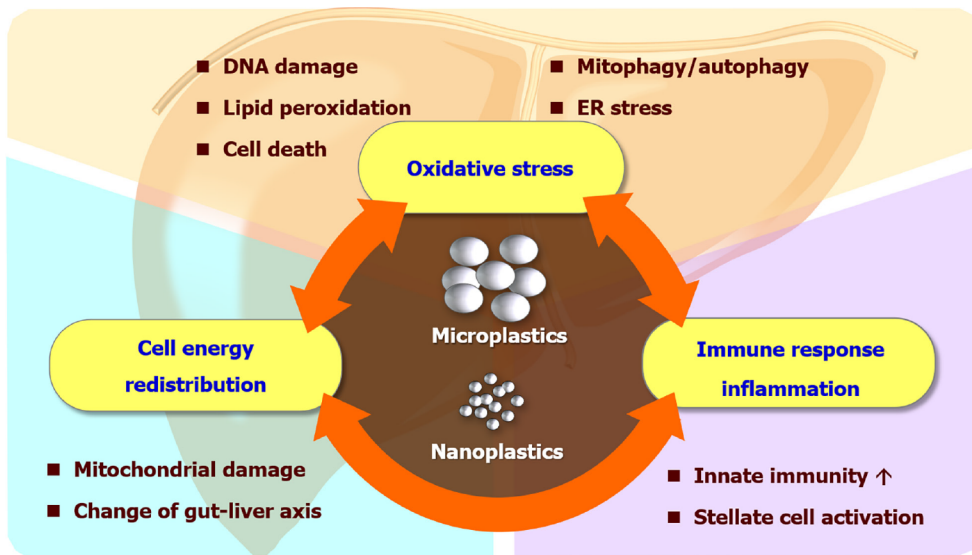 ■ DNA damage
■ Lipid peroxidation
■ Cell death
■ Mitophagy/autophagy
■ ER stress
Oxidative stress
Microplastics
Nanoplastics
Cell energy
redistribution
Immune response
inflammation
■ Mitochondrial damage
■ Change of gut-liver axis
■ Innate immunity ↑
■ Stellate cell activation